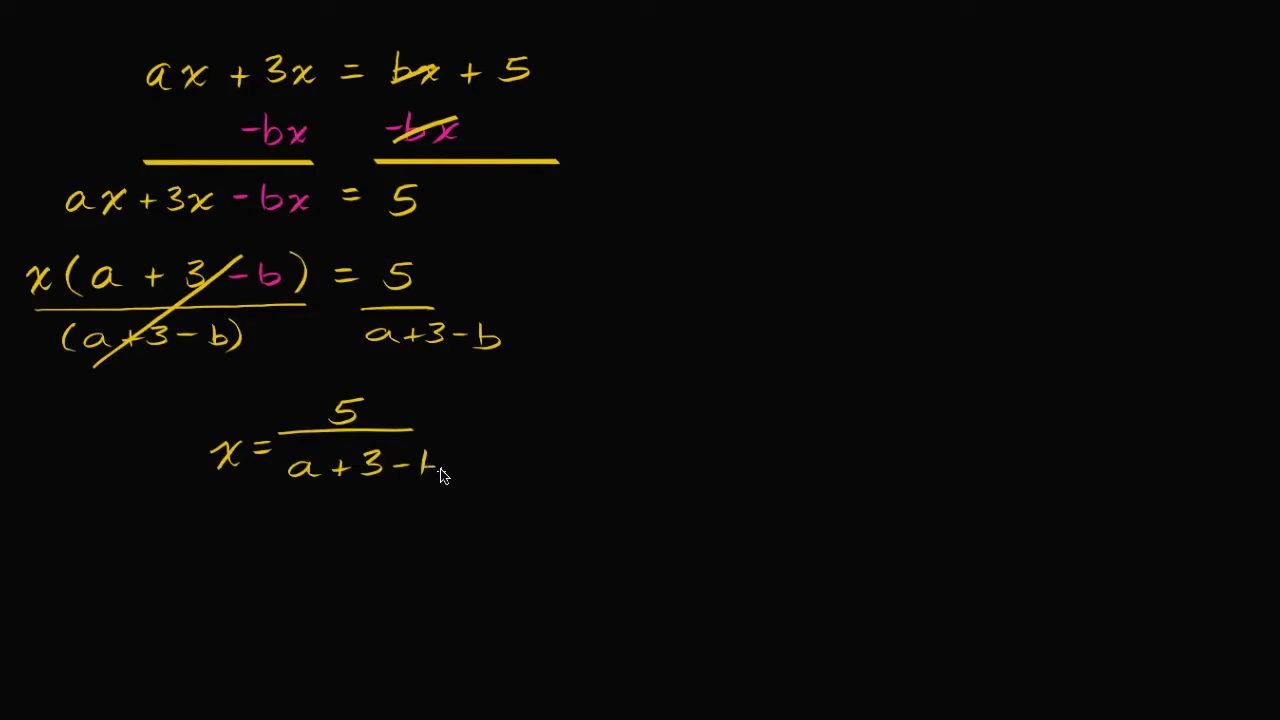 ax + 3x = bx + 5
-bx -bx
ax + 3x - bx = 5
x(a + 3 - b) = 5
(a + 3 - b) a + 3 - b
5
x =
a + 3 -